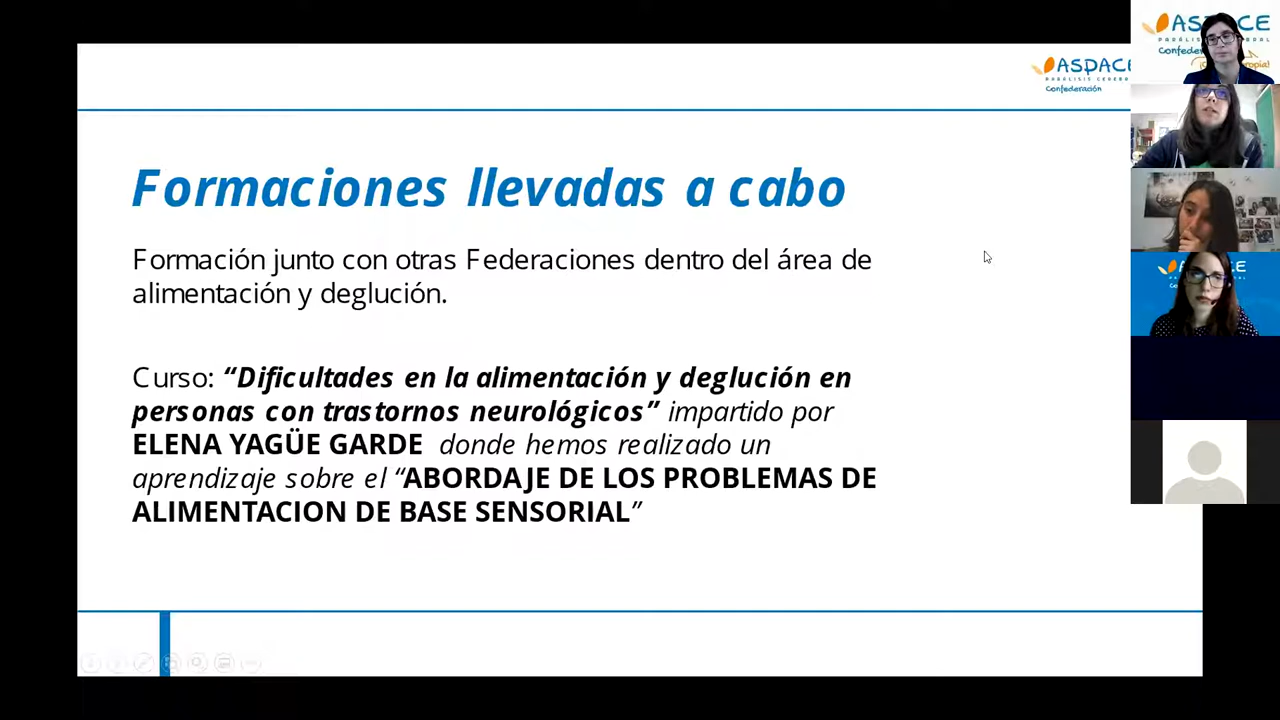 ASPACE
PARÁLISIS CEREBRAL
Confederación
Formaciones llevadas a cabo
Formación junto con otras Federaciones dentro del área de
alimentación y deglución.
Curso: “Dificultades en la alimentación y deglución en
personas con trastornos neurológicos” impartido por
ELENA YAGÜE GARDE donde hemos realizado un
aprendizaje sobre el “ABORDAJE DE LOS PROBLEMAS DE
ALIMENTACION DE BASE SENSORIAL”